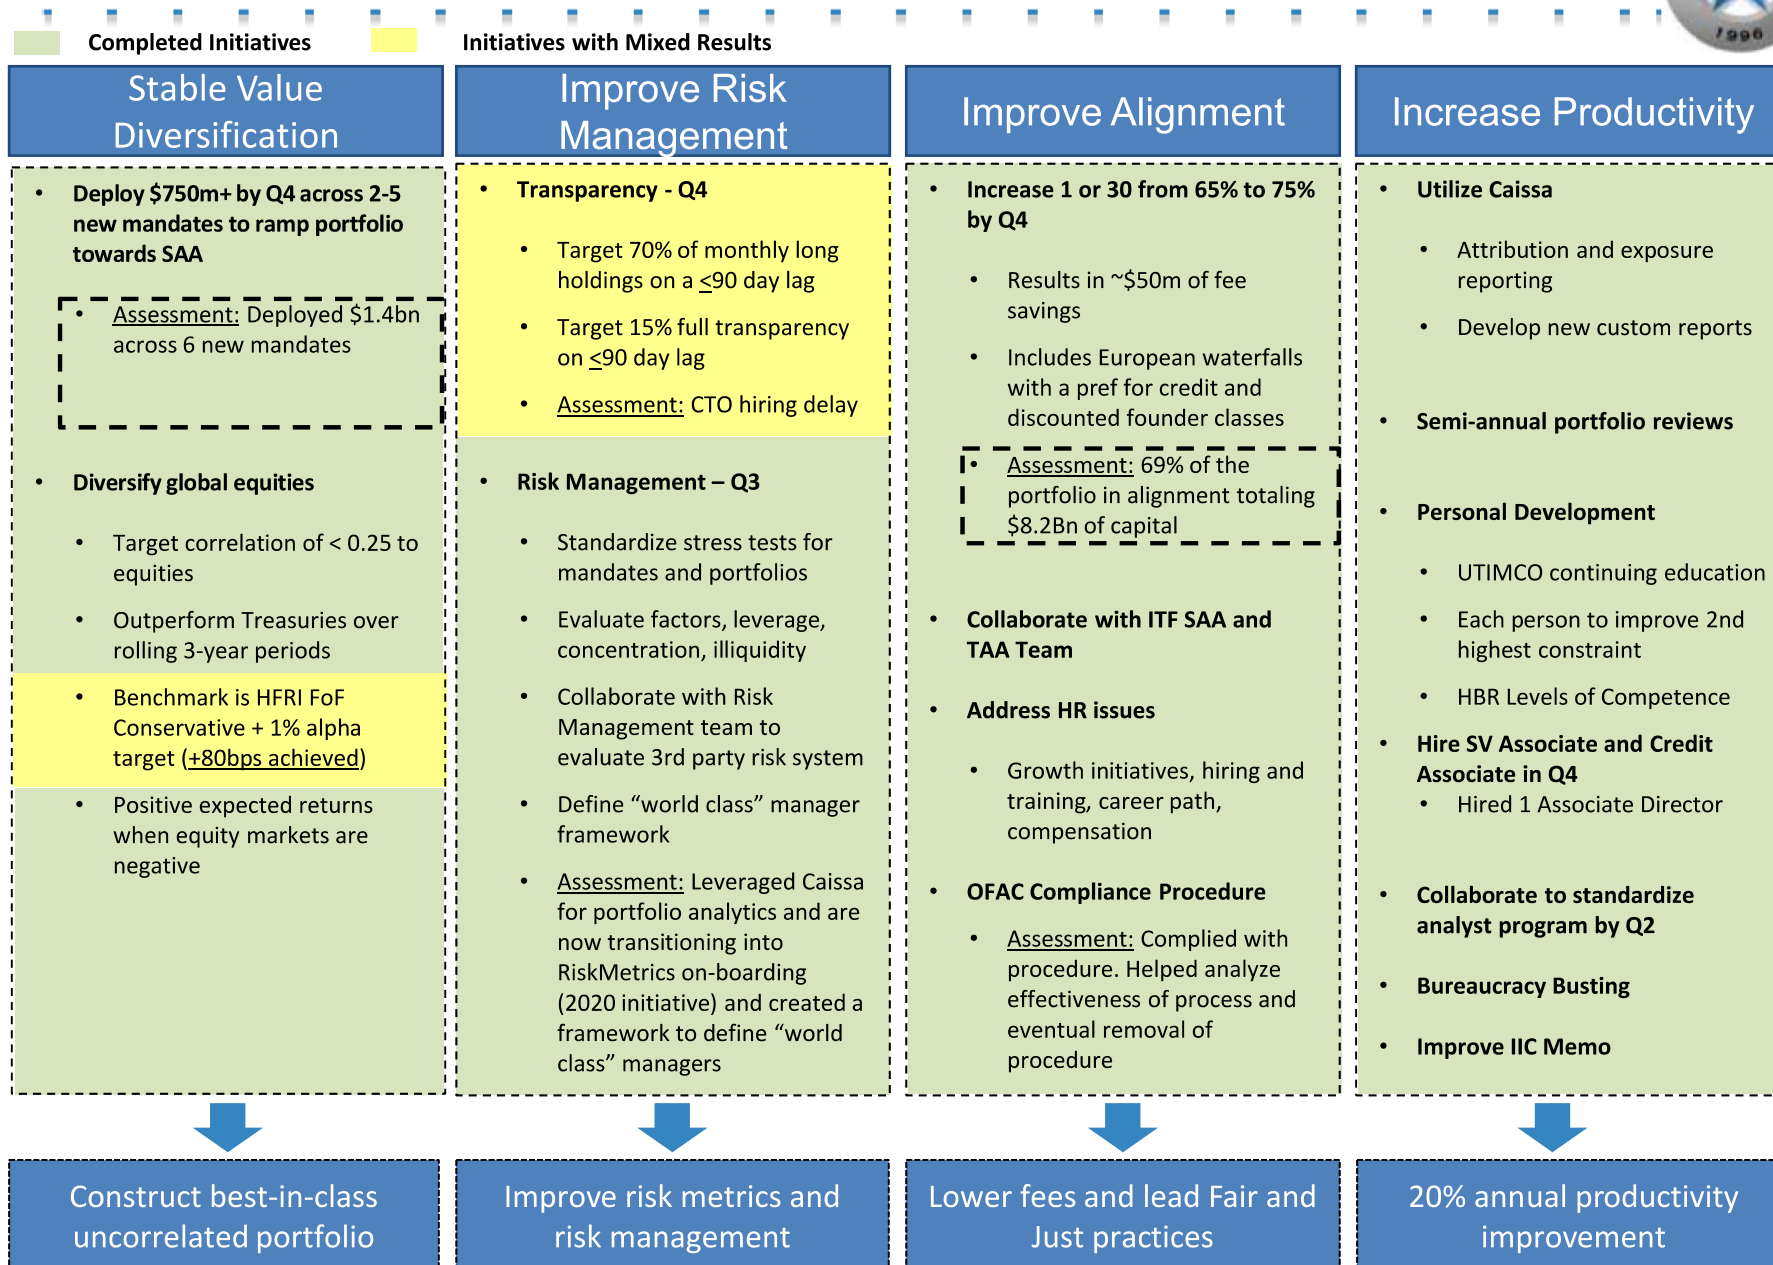 1996
Completed Initiatives
Initiatives with Mixed Results
Stable Value
Diversification
• Deploy $750m+ by Q4 across 2-5
new mandates to ramp portfolio
towards SAA
• Assessment: Deployed $1.4bn
across 6 new mandates
• Diversify global equities
• Target correlation of < 0.25 to
equities
• Outperform Treasuries over
rolling 3-year periods
• Benchmark is HFRI FoF
Conservative + 1% alpha
target (+80bps achieved)
• Positive expected returns
when equity markets are
negative
Construct best-in-class
uncorrelated portfolio
Improve Risk
Management
• Transparency - Q4
• Target 70% of monthly long
holdings on a <90 day lag
• Target 15% full transparency
on <90 day lag
• Assessment: CTO hiring delay
• Risk Management – Q3
• Standardize stress tests for
mandates and portfolios
• Evaluate factors, leverage,
concentration, illiquidity
• Collaborate with Risk
Management team to
evaluate 3rd party risk system
• Define “world class” manager
framework
• Assessment: Leveraged Caissa
for portfolio analytics and are
now transitioning into
RiskMetrics on-boarding
(2020 initiative) and created a
framework to define “world
class” managers
Improve risk metrics and
risk management
Improve Alignment
• Increase 1 or 30 from 65% to 75%
by Q4
• Results in ~$50m of fee
savings
• Includes European waterfalls
with a pref for credit and
discounted founder classes
• Assessment: 69% of the
portfolio in alignment totaling
$8.2Bn of capital
• Collaborate with ITF SAA and
TAA Team
• Address HR issues
• Growth initiatives, hiring and
training, career path,
compensation
• OFAC Compliance Procedure
• Assessment: Complied with
procedure. Helped analyze
effectiveness of process and
eventual removal of
procedure
Lower fees and lead Fair and
Just practices
Increase Productivity
• Utilize Caissa
• Attribution and exposure
reporting
• Develop new custom reports
• Semi-annual portfolio reviews
• Personal Development
• UTIMCO continuing education
• Each person to improve 2nd
highest constraint
• HBR Levels of Competence
• Hire SV Associate and Credit
Associate in Q4
• Hired 1 Associate Director
• Collaborate to standardize
analyst program by Q2
• Bureaucracy Busting
• Improve IIC Memo
20% annual productivity
improvement